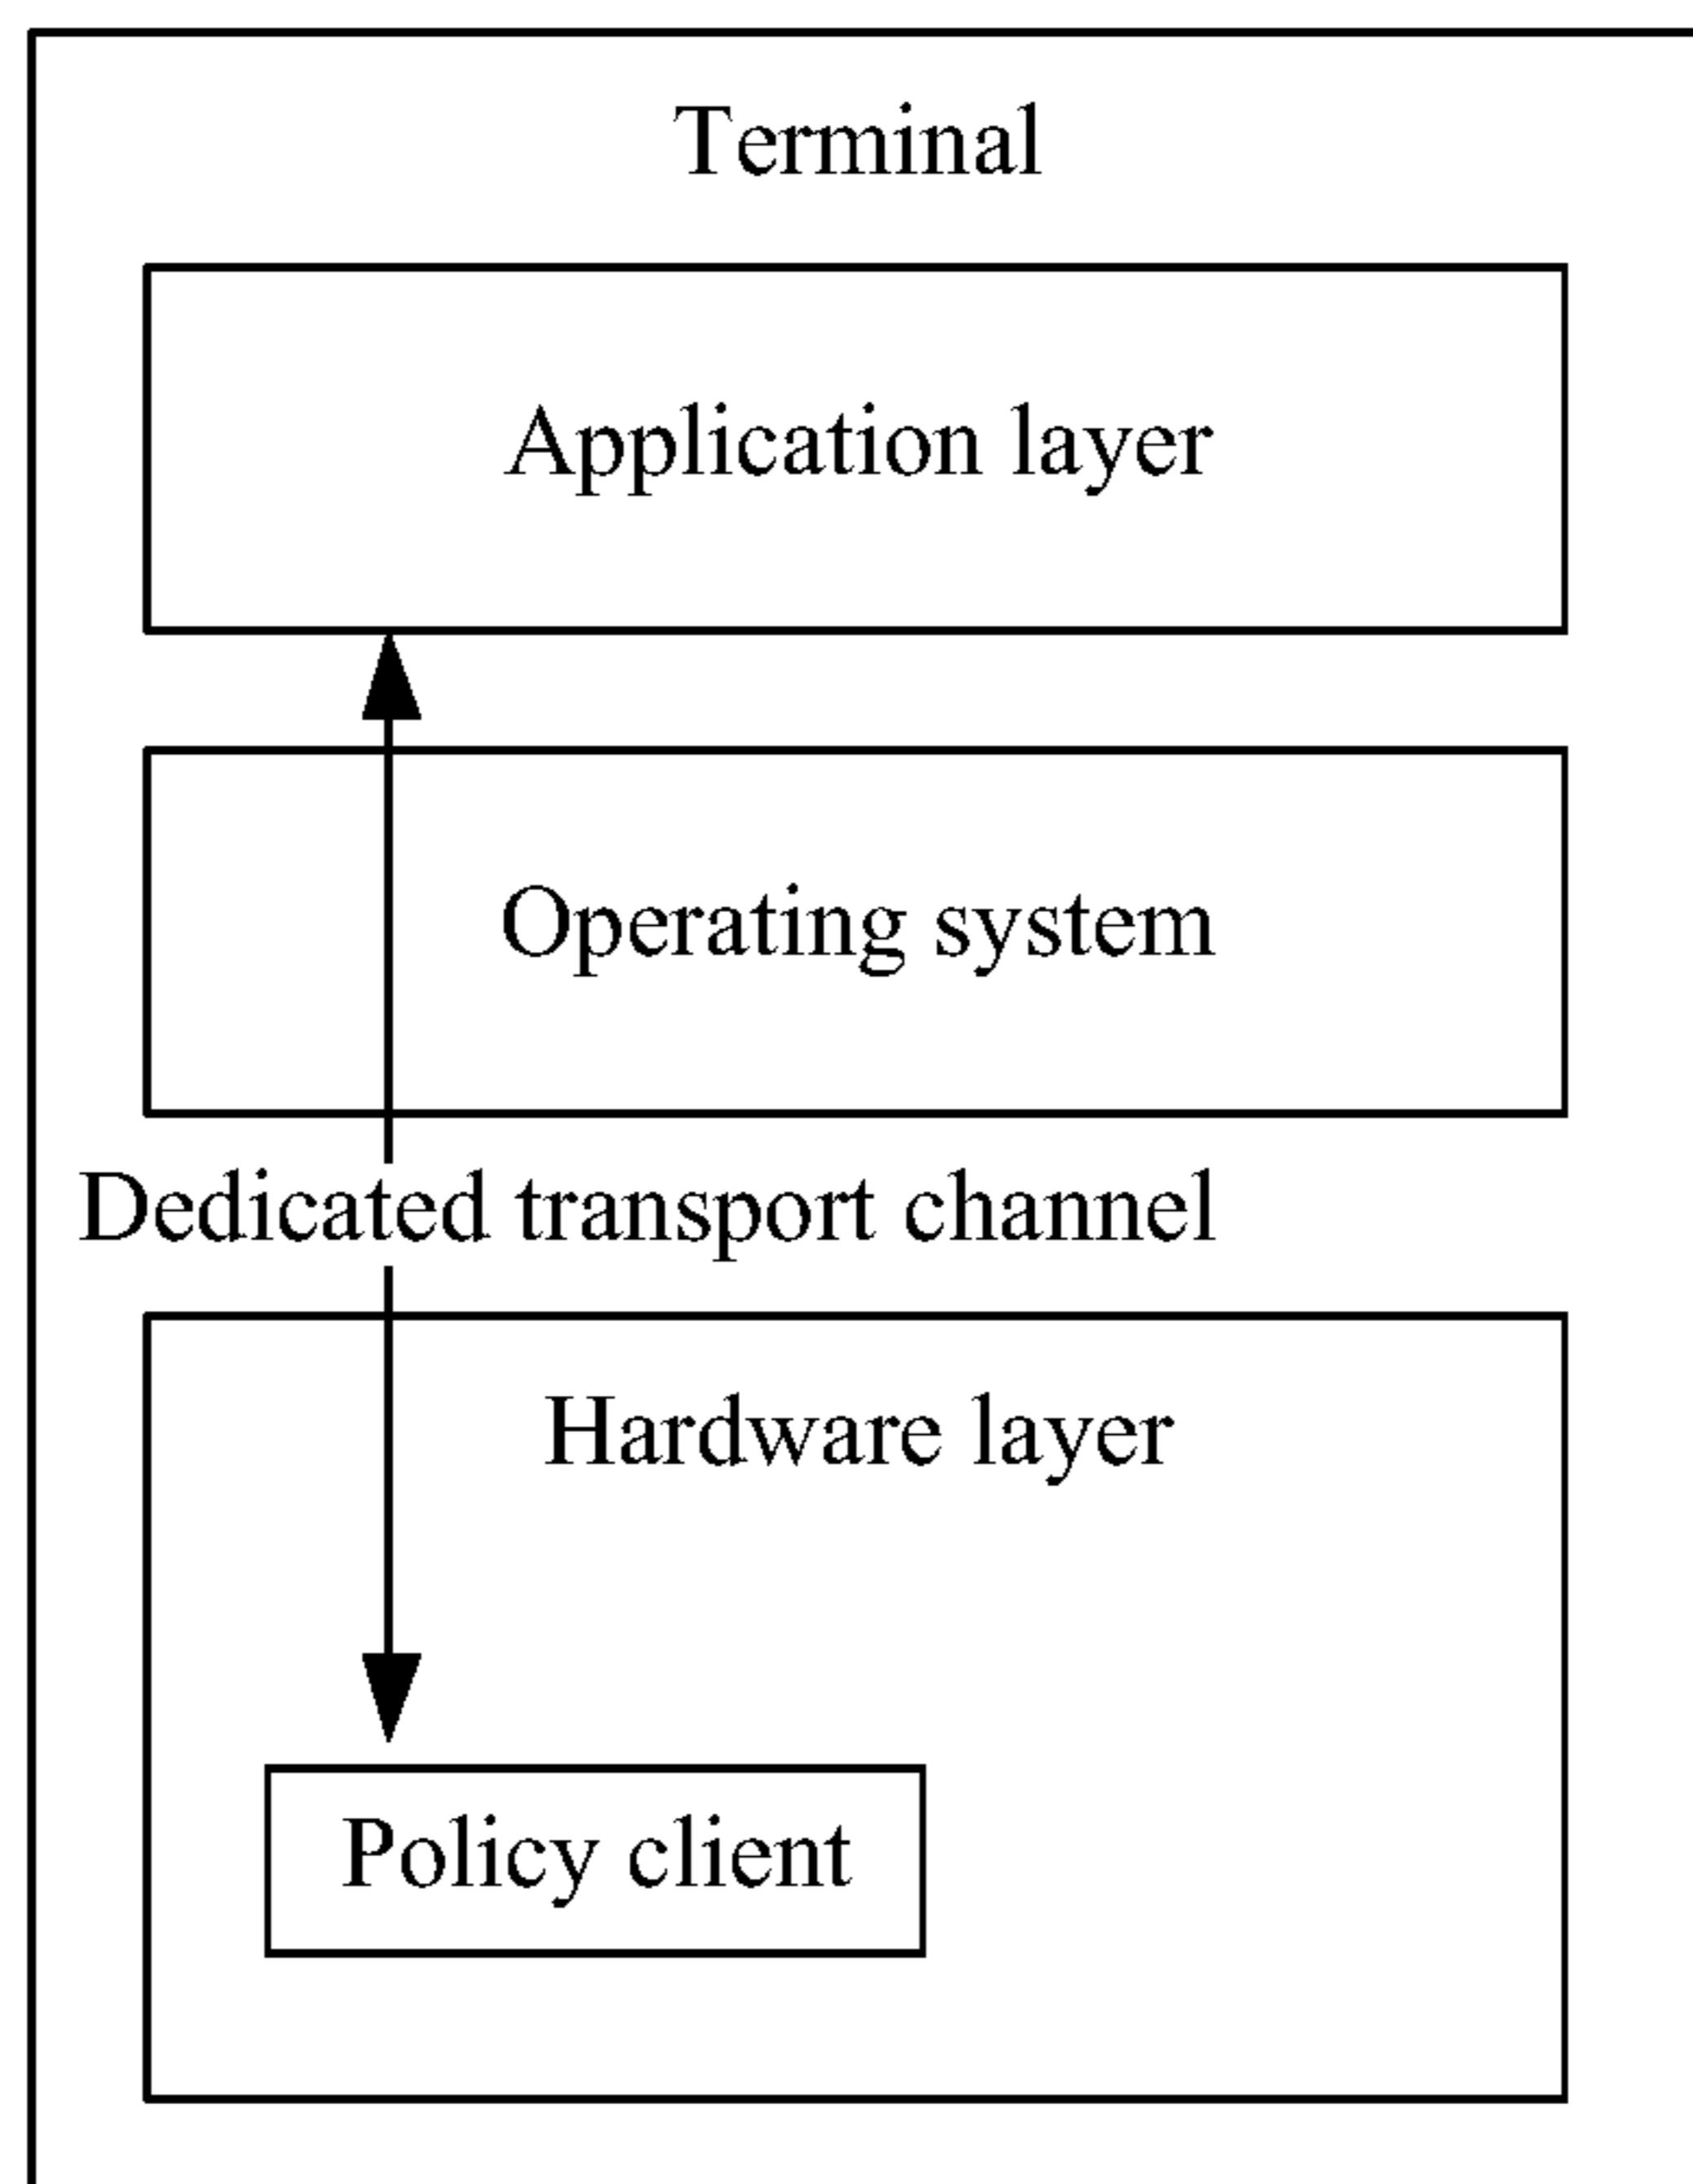 Terminal
Application layer
Operating system
Dedicated transport channel
Hardware layer
Policy client